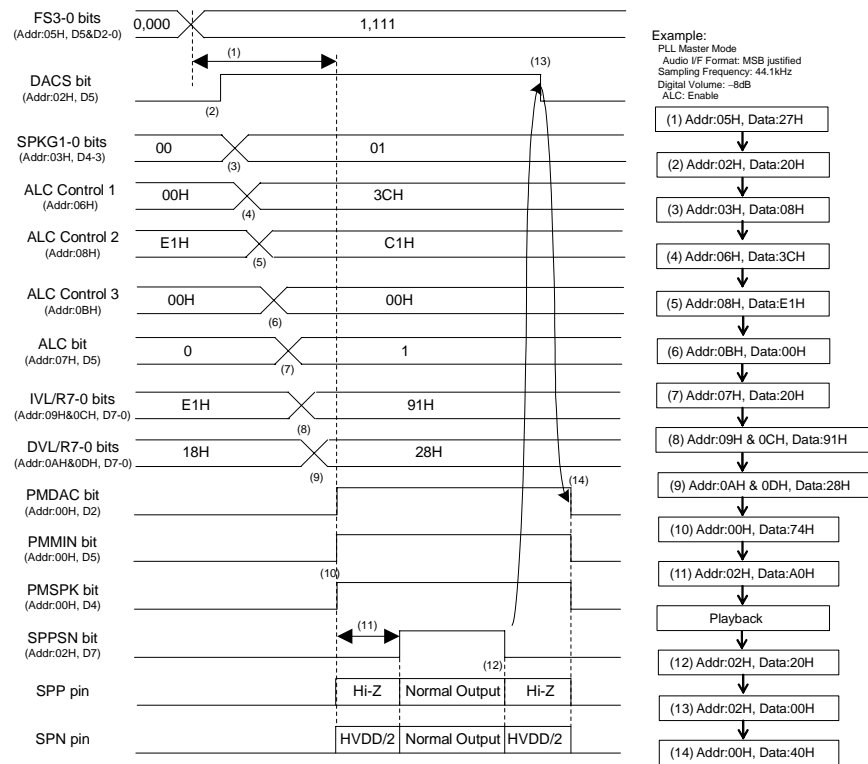 FS3-0 bits
(Addr:05H, D5&D2-0)
0,000
1,111
(1)
(13)
DACS bit
(Addr:02H, D5)
(2)
SPKG1-0 bits
(Addr:03H, D4-3)
00
01
(3)
ALC Control 1
(Addr:06H)
00H
3CH
(4)
ALC Control 2
(Addr:08H)
E1H
C1H
(5)
ALC Control 3
(Addr:0BH)
00H
00H
(6)
ALC bit
(Addr:07H, D5)
0
1
(7)
IVL/R7-0 bits
(Addr:09H&0CH, D7-0)
E1H
91H
(8)
DVL/R7-0 bits
(Addr:0AH&0DH, D7-0)
18H
28H
(9)
PMDAC bit
(Addr:00H, D2)
(14)
PMMIN bit
(Addr:00H, D5)
(10)
PMSPK bit
(Addr:00H, D4)
(11)
SPPSN bit
(Addr:02H, D7)
(12)
SPP pin
Hi-Z
Normal Output
Hi-Z
SPN pin
HVDD/2
Normal Output
HVDD/2
Example:
PLL Master Mode
Audio I/F Format: MSB justified
Sampling Frequency: 44.1kHz
Digital Volume: −8dB
ALC: Enable
(1) Addr:05H, Data:27H
(2) Addr:02H, Data:20H
(3) Addr:03H, Data:08H
(4) Addr:06H, Data:3CH
(5) Addr:08H, Data:E1H
(6) Addr:0BH, Data:00H
(7) Addr:07H, Data:20H
(8) Addr:09H & 0CH, Data:91H
(9) Addr:0AH & 0DH, Data:28H
(10) Addr:00H, Data:74H
(11) Addr:02H, Data:A0H
Playback
(12) Addr:02H, Data:20H
(13) Addr:02H, Data:00H
(14) Addr:00H, Data:40H